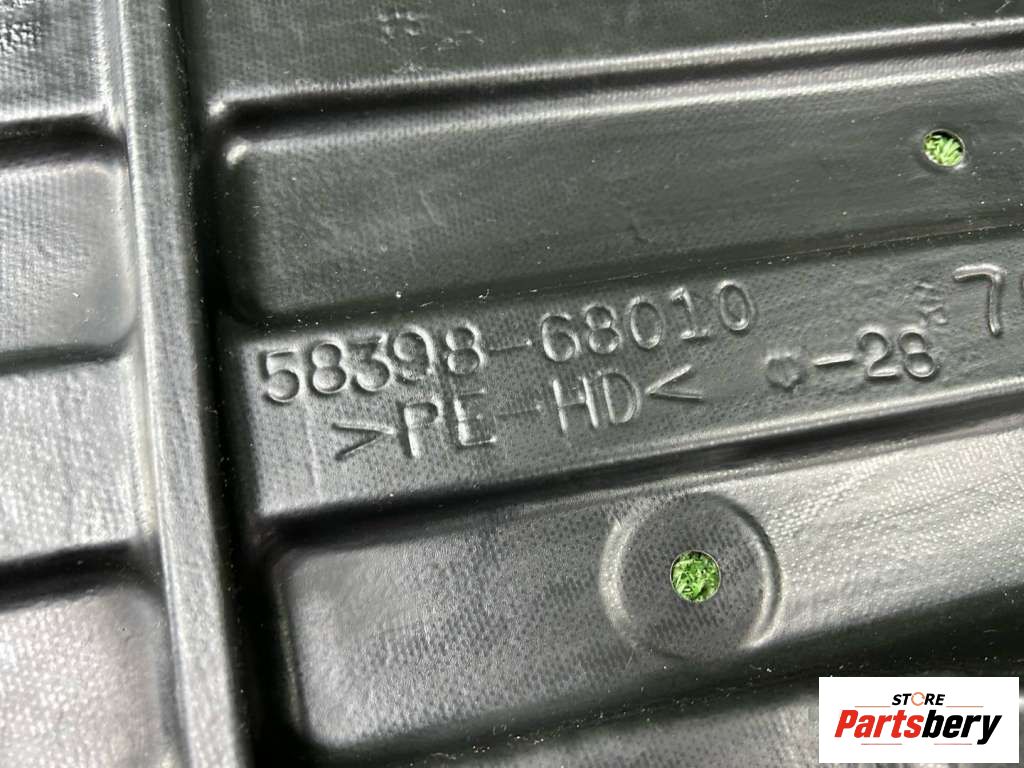 58398-68010
>PE-HD<
-28
STORE
Partsbery